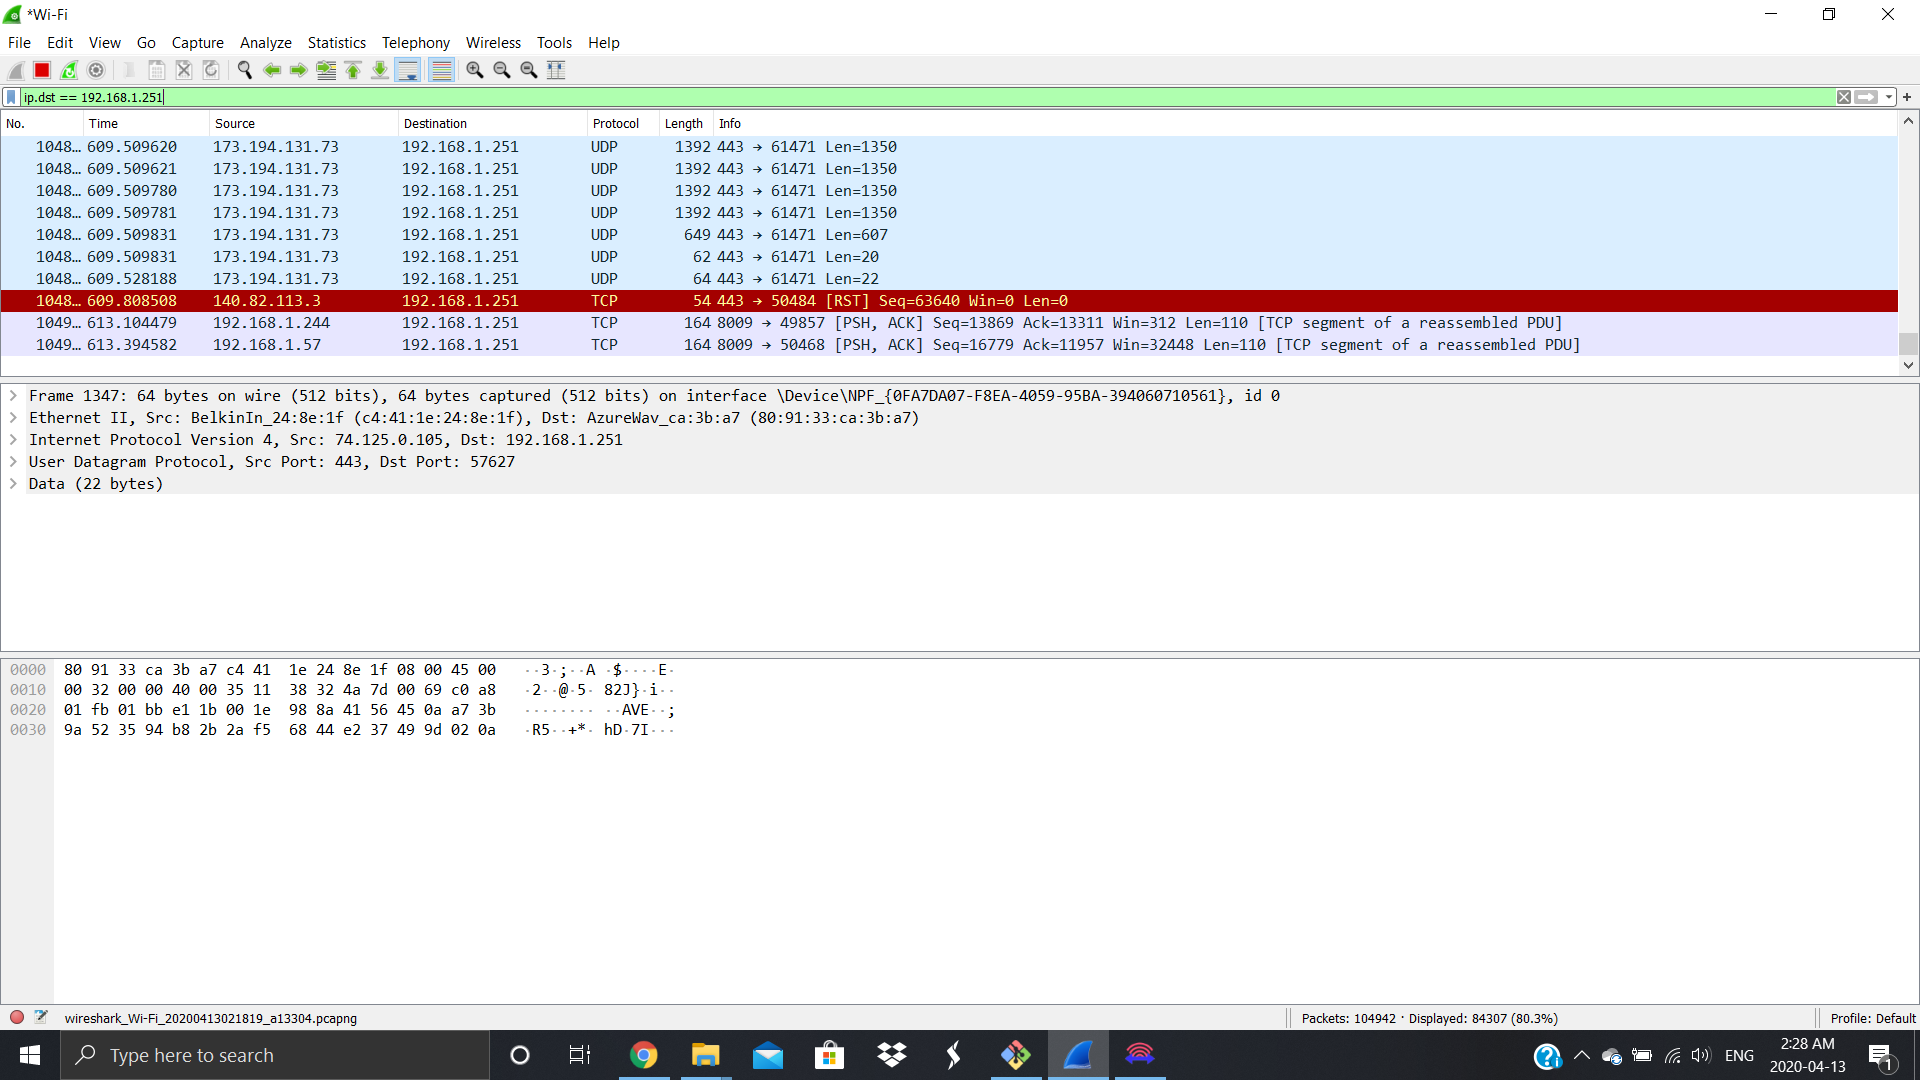 *Wi-Fi
File Edit View Go Capture Analyze Statistics Telephony Wireless Tools Help
ip.dst == 192.168.1.251
No. Time Source Destination Protocol Length Info
1048… 609.509620 173.194.131.73 192.168.1.251 UDP 1392 443 → 61471 Len=1350
1048… 609.509621 173.194.131.73 192.168.1.251 UDP 1392 443 → 61471 Len=1350
1048… 609.509780 173.194.131.73 192.168.1.251 UDP 1392 443 → 61471 Len=1350
1048… 609.509781 173.194.131.73 192.168.1.251 UDP 1392 443 → 61471 Len=1350
1048… 609.509831 173.194.131.73 192.168.1.251 UDP 649 443 → 61471 Len=607
1048… 609.509831 173.194.131.73 192.168.1.251 UDP 62 443 → 61471 Len=20
1048… 609.528188 173.194.131.73 192.168.1.251 UDP 64 443 → 61471 Len=22
1048… 609.808508 140.82.113.3 192.168.1.251 TCP 54 443 → 50484 [RST] Seq=63640 Win=0 Len=0
1049… 613.104479 192.168.1.244 192.168.1.251 TCP 164 8009 → 49857 [PSH, ACK] Seq=13869 Ack=13311 Win=312 Len=110 [TCP segment of a reassembled PDU]
1049… 613.394582 192.168.1.57 192.168.1.251 TCP 164 8009 → 50468 [PSH, ACK] Seq=16779 Ack=11957 Win=32448 Len=110 [TCP segment of a reassembled PDU]
Frame 1347: 64 bytes on wire (512 bits), 64 bytes captured (512 bits) on interface \Device\NPF_{0FA7DA07-F8EA-4059-95BA-394060710561}, id 0
Ethernet II, Src: BelkinIn_24:8e:1f (c4:41:1e:24:8e:1f), Dst: AzureWav_ca:3b:a7 (80:91:33:ca:3b:a7)
Internet Protocol Version 4, Src: 74.125.0.105, Dst: 192.168.1.251
User Datagram Protocol, Src Port: 443, Dst Port: 57627
Data (22 bytes)
0000 80 91 33 ca 3b a7 c4 41 1e 24 8e 1f 08 00 45 00 ··3·;··A ·$····E·
0010 00 32 00 00 40 00 35 11 38 32 4a 7d 00 69 c0 a8 ·2··@·5· 82J}·i··
0020 01 fb 01 bb e1 1b 00 1e 98 8a 41 56 45 0a a7 3b ········ ··AVE··;
0030 9a 52 35 94 b8 2b 2a f5 68 44 e2 37 49 9d 02 0a ·R5··+*· hD·7I···
wireshark_Wi-Fi_20200413021819_a13304.pcapng Packets: 104942 · Displayed: 84307 (80.3%) Profile: Default
Type here to search ENG 2:28 AM
2020-04-13 1